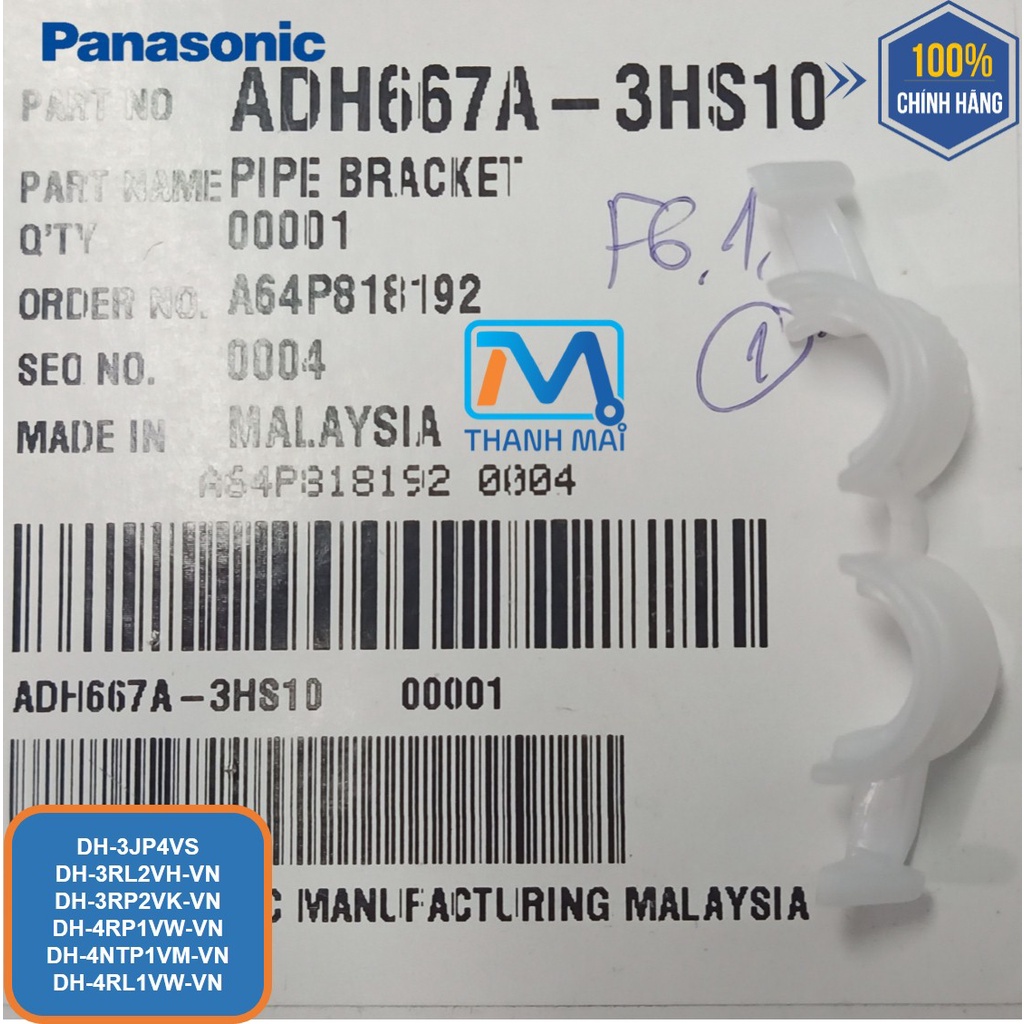 Panasonic
PART NO ADH667A-3HS10
100%
CHÍNH HÃNG
PART NAME PIPE BRACKET
Q'TY 00001
F6.1.
ORDER NO. A64P818192
1
SEQ NO. 0004
THANH MAI
MADE IN MALAYSIA
A64P818192 0004
ADH667A-3HS10 00001
DH-3JP4VS
DH-3RL2VH-VN
DH-3RP2VK-VN
DH-4RP1VW-VN
DH-4NTP1VM-VN
DH-4RL1VW-VN
C MANUFACTURING MALAYSIA